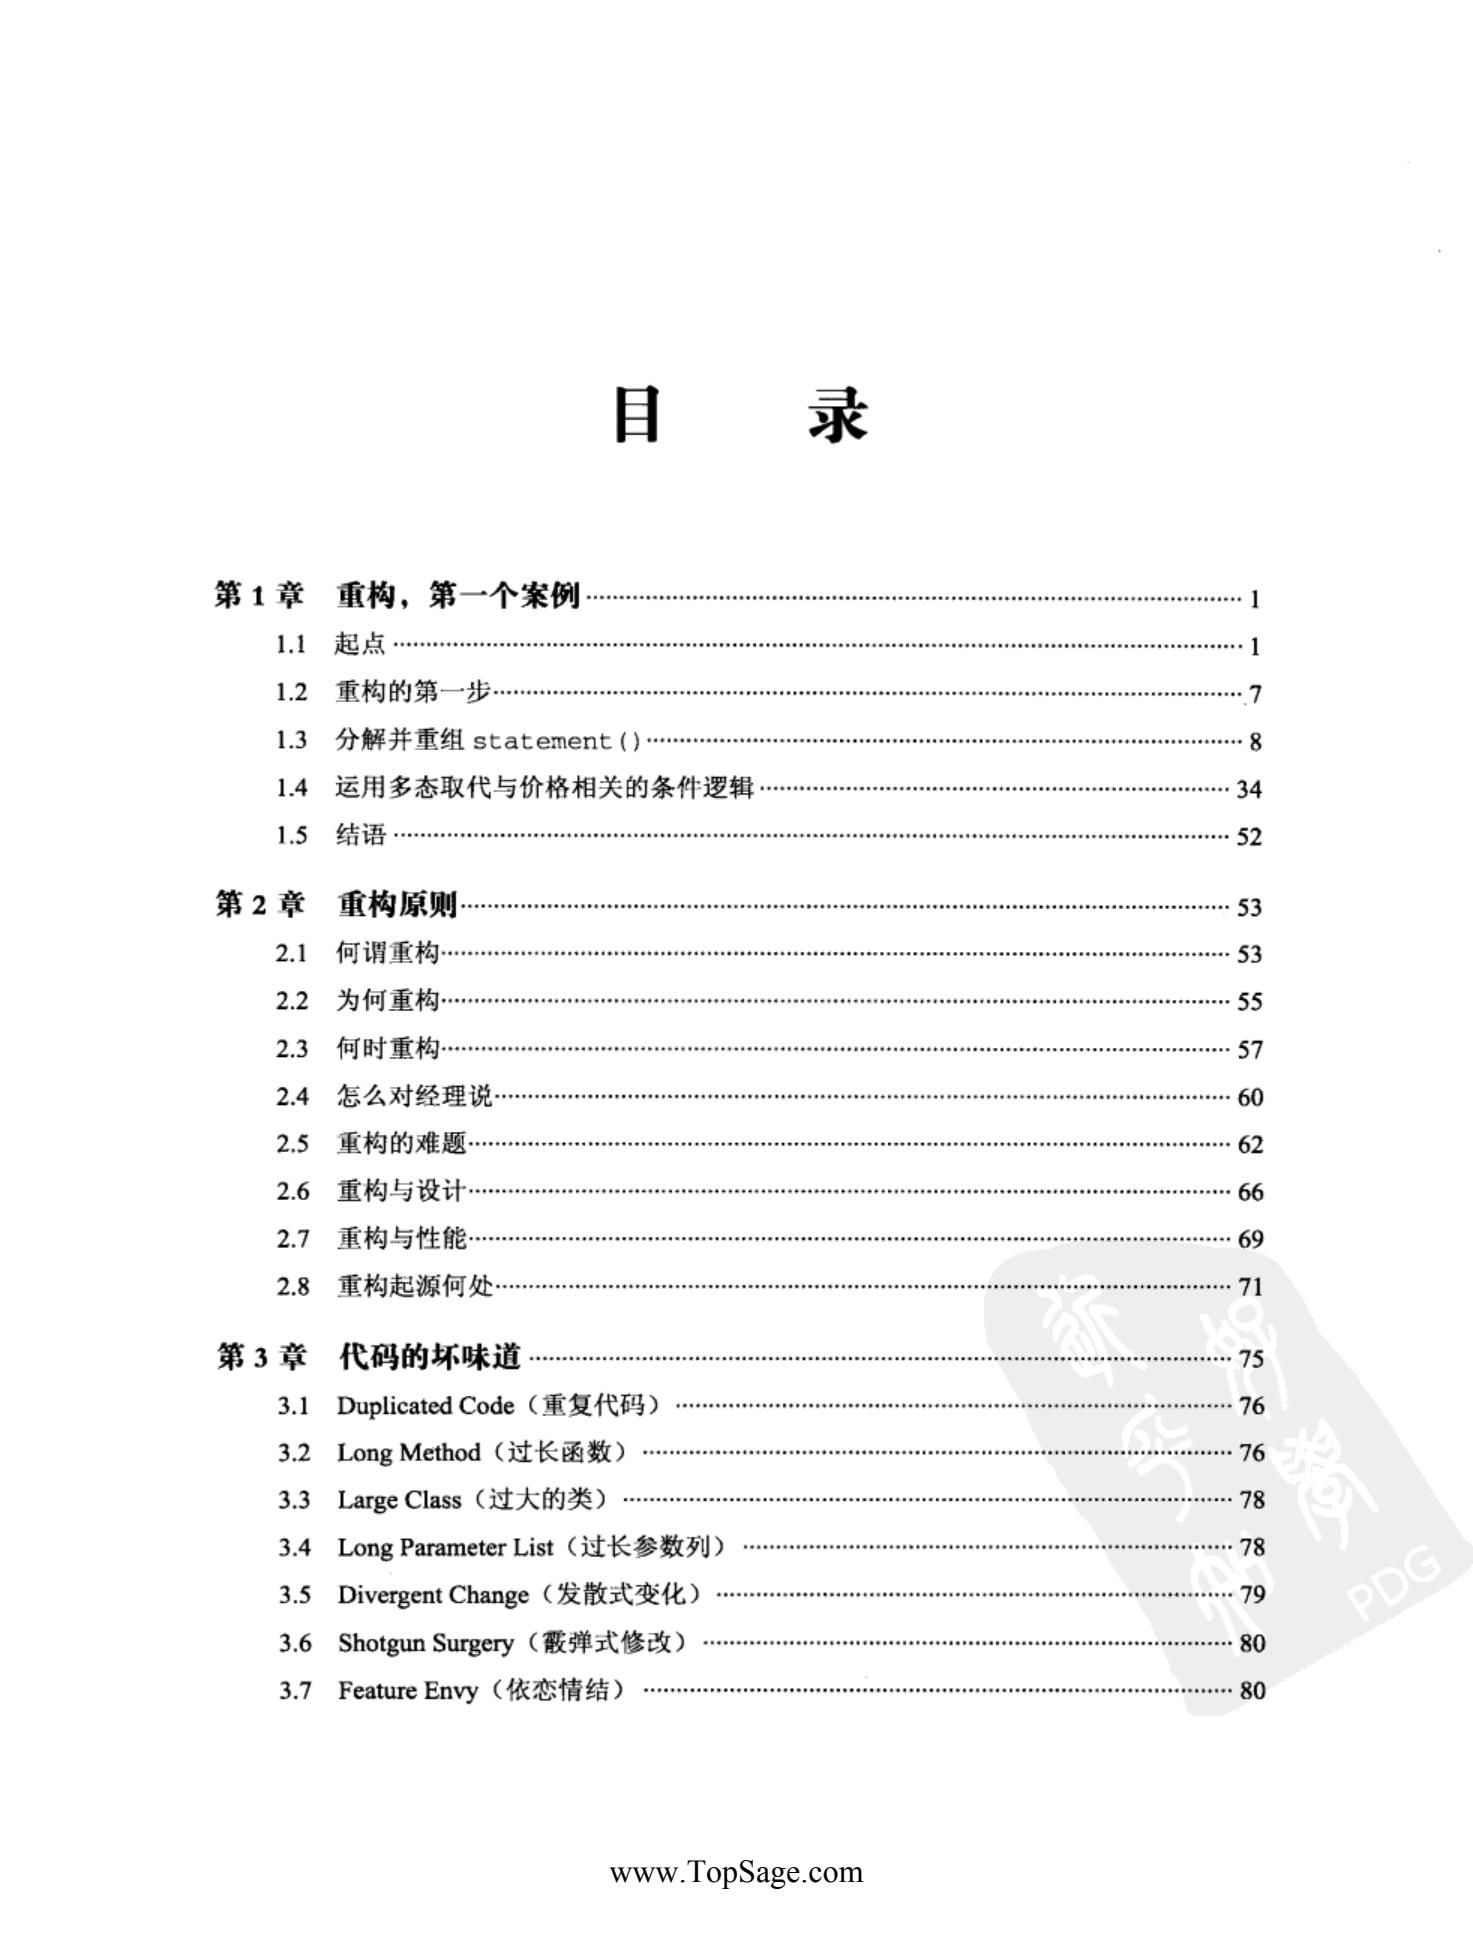 目 录
第 1 章 重构，第一个案例 1
1.1 起点 1
1.2 重构的第一步 7
1.3 分解并重组 statement() 8
1.4 运用多态取代与价格相关的条件逻辑 34
1.5 结语 52
第 2 章 重构原则 53
2.1 何谓重构 53
2.2 为何重构 55
2.3 何时重构 57
2.4 怎么对经理说 60
2.5 重构的难题 62
2.6 重构与设计 66
2.7 重构与性能 69
2.8 重构起源何处 71
第 3 章 代码的坏味道 75
3.1 Duplicated Code（重复代码） 76
3.2 Long Method（过长函数） 76
3.3 Large Class（过大的类） 78
3.4 Long Parameter List（过长参数列） 78
3.5 Divergent Change（发散式变化） 79
3.6 Shotgun Surgery（霰弹式修改） 80
3.7 Feature Envy（依恋情结） 80
PDG
www.TopSage.com